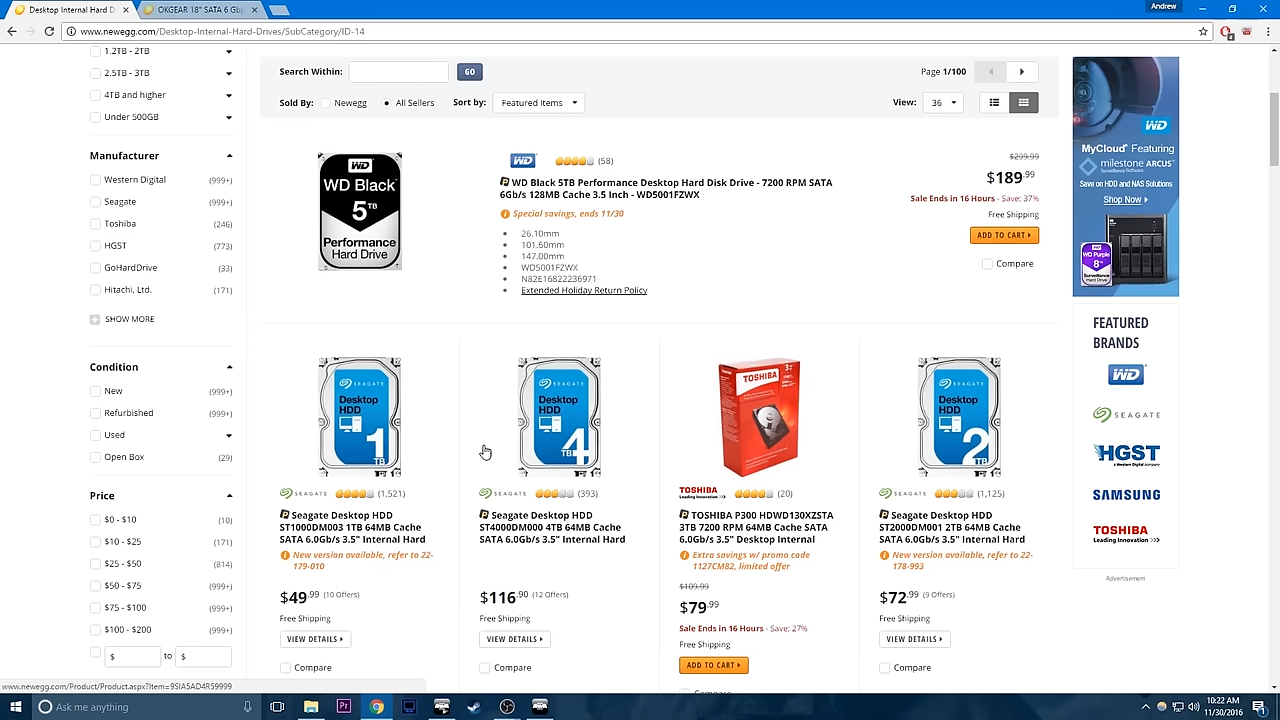 Desktop Internal Hard D
OKGEAR 18" SATA 6 Gb
Andrew
www.newegg.com/Desktop-Internal-Hard-Drives/SubCategory/ID-14
1.2TB - 2TB
2.5TB - 3TB
4TB and higher
Under 500GB
Manufacturer
Western Digital (999+)
Seagate (999+)
Toshiba (246)
HGST (773)
GoHardDrive (33)
Hitachi, Ltd. (171)
SHOW MORE
Condition
New (999+)
Refurbished (999+)
Used
Open Box (29)
Price
$0 - $10 (10)
$10 - $25 (171)
$25 - $50 (814)
$50 - $75 (999+)
$75 - $100 (999+)
$100 - $200 (999+)
$ to $
Search Within: GO
Page 1/100
Sold By: Newegg All Sellers Sort by: Featured Items
View: 36
WD
WD Black
5TB
Performance
Hard Drive
WD (58)
WD Black 5TB Performance Desktop Hard Disk Drive - 7200 RPM SATA
6Gb/s 128MB Cache 3.5 Inch - WD5001FZWX
Special savings, ends 11/30
26.10mm
101.60mm
147.00mm
WD5001FZWX
N82E16822236971
Extended Holiday Return Policy
$299.99
$189.99
Sale Ends in 16 Hours - Save: 37%
Free Shipping
ADD TO CART
Compare
SEAGATE
Desktop
HDD
1TB
SEAGATE (1,521)
Seagate Desktop HDD
ST1000DM003 1TB 64MB Cache
SATA 6.0Gb/s 3.5" Internal Hard
New version available, refer to 22-
179-010
$49.99 (10 Offers)
Free Shipping
VIEW DETAILS
Compare
SEAGATE
Desktop
HDD
4TB
SEAGATE (393)
Seagate Desktop HDD
ST4000DM000 4TB 64MB Cache
SATA 6.0Gb/s 3.5" Internal Hard
$116.90 (12 Offers)
Free Shipping
VIEW DETAILS
Compare
TOSHIBA
TOSHIBA
Leading Innovation >>> (20)
TOSHIBA P300 HDWD130XZSTA
3TB 7200 RPM 64MB Cache SATA
6.0Gb/s 3.5" Desktop Internal
Extra savings w/ promo code
1127CM82, limited offer
$109.99
$79.99
Sale Ends in 16 Hours - Save: 27%
Free Shipping
ADD TO CART
Compare
SEAGATE
Desktop
HDD
2TB
SEAGATE (1,125)
Seagate Desktop HDD
ST2000DM001 2TB 64MB Cache
SATA 6.0Gb/s 3.5" Internal Hard
New version available, refer to 22-
178-993
$72.99 (9 Offers)
Free Shipping
VIEW DETAILS
Compare
WD
MyCloud Featuring
milestone ARCUS
Save on HDD and NAS Solutions
Shop Now
WD Purple
8TB
FEATURED
BRANDS
WD
SEAGATE
HGST
a Western Digital company
SAMSUNG
TOSHIBA
Leading Innovation >>>
Advertisement
www.newegg.com/Product/Product.aspx?Item=9SIA5AD4R59999
Ask me anything
10:22 AM
11/30/2016